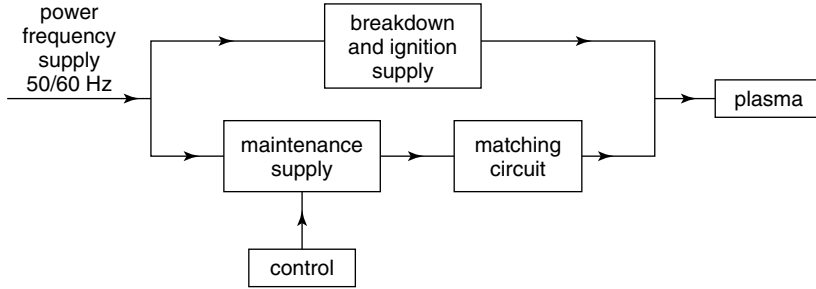 power
frequency
supply
50/60 Hz
breakdown
and ignition
supply
plasma
maintenance
supply
matching
circuit
control